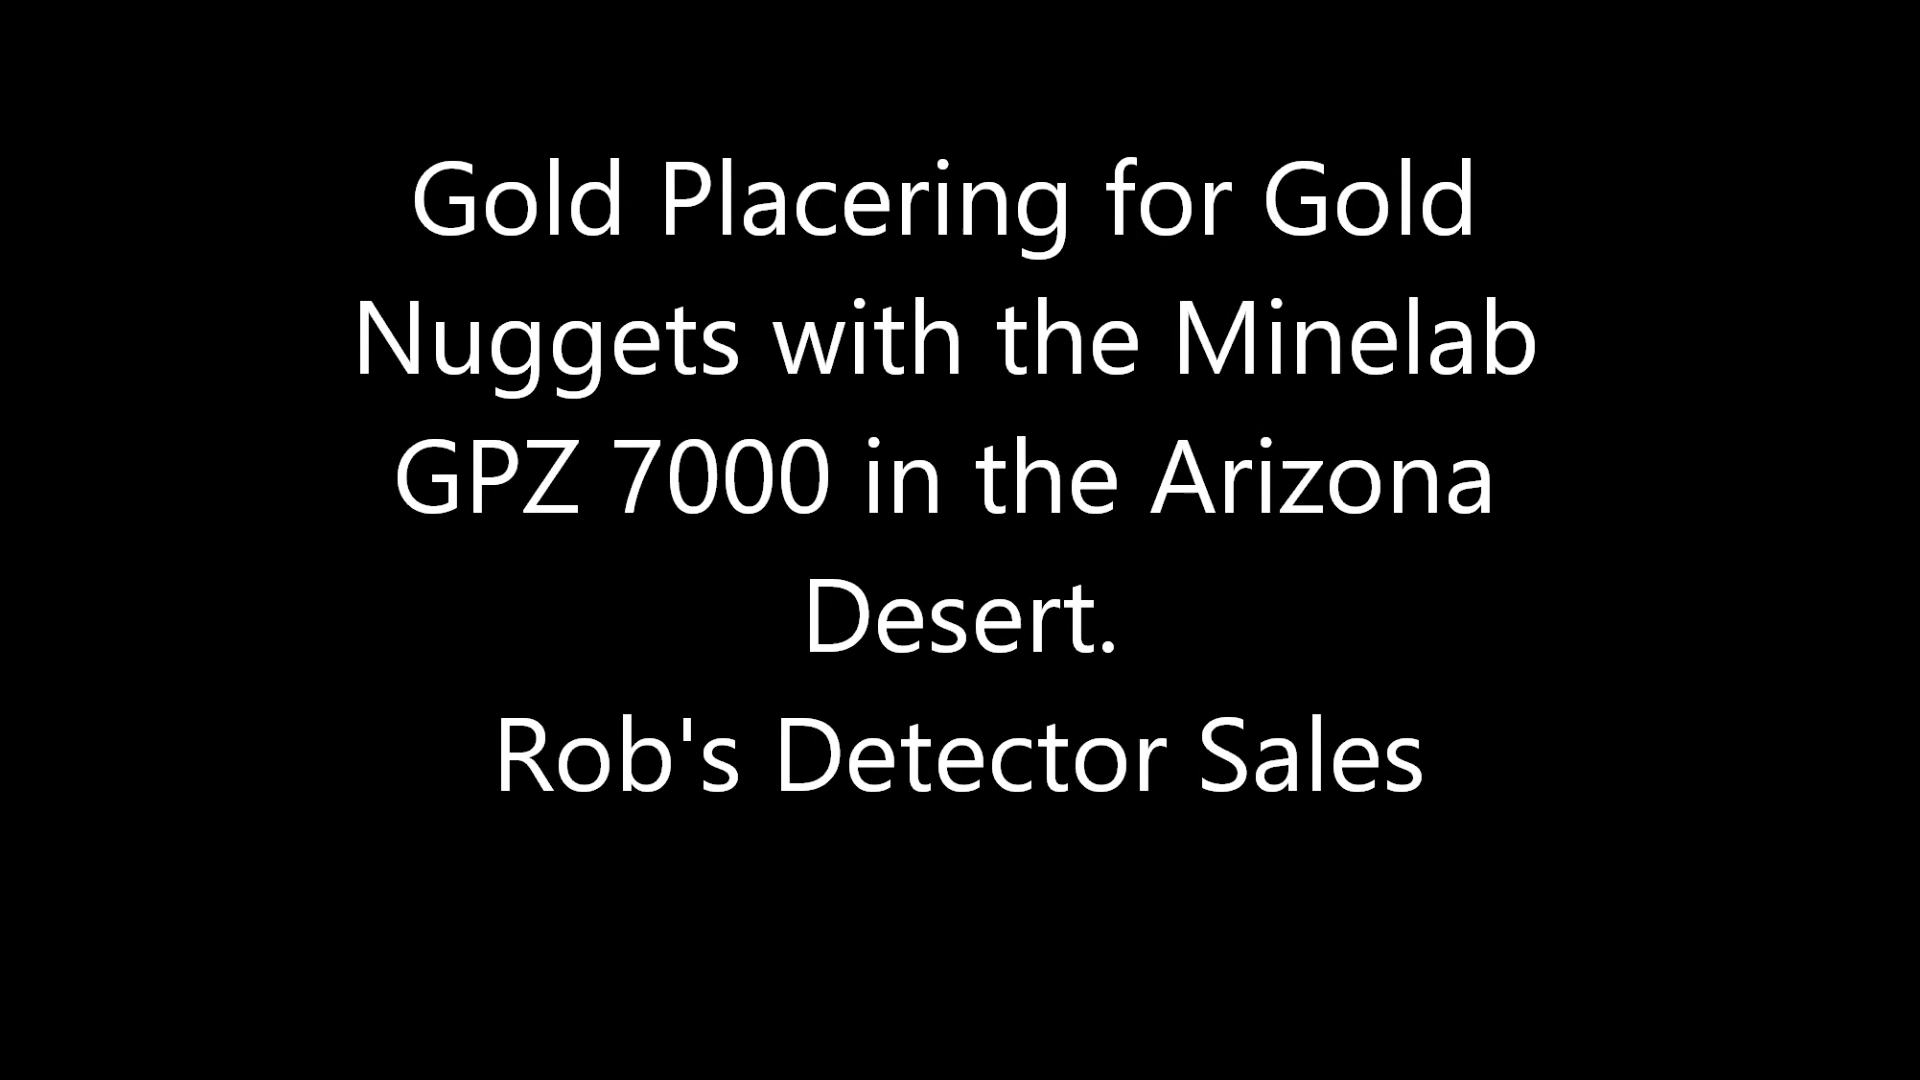 Gold Placering for Gold
Nuggets with the Minelab
GPZ 7000 in the Arizona
Desert.
Rob's Detector Sales